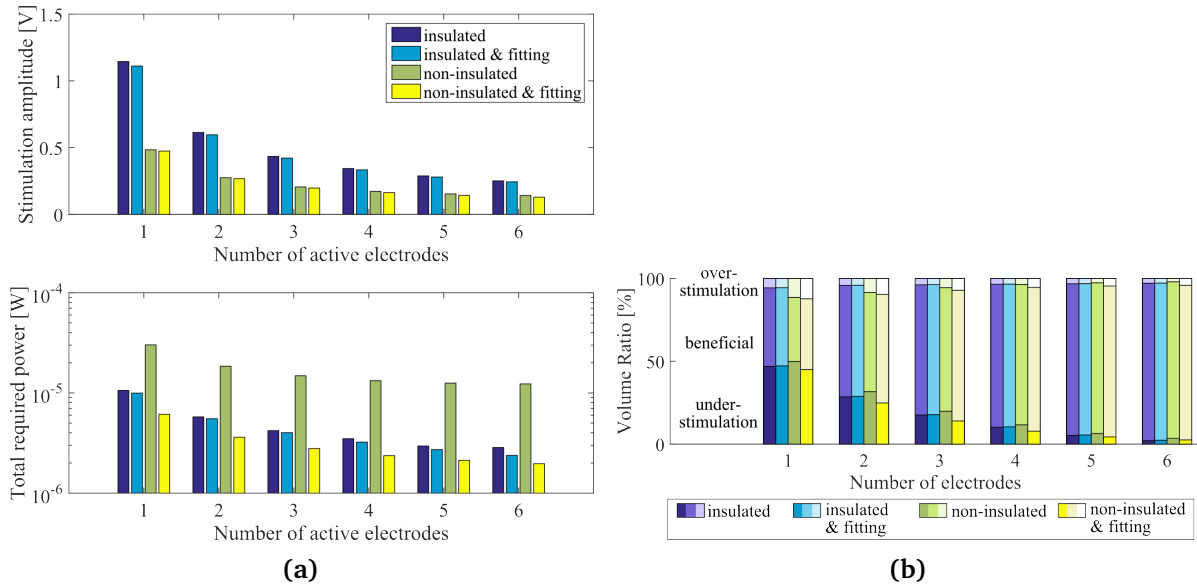 Stimulation amplitude [V]
1.5
1
0.5
0
insulated
insulated & fitting
non-insulated
non-insulated & fitting
1 2 3 4 5 6
Number of active electrodes
Total required power [W]
10-4
10-5
10-6
1 2 3 4 5 6
Number of active electrodes
(a)
Volume Ratio [%]
100
50
0
over-
stimulation
beneficial
under-
stimulation
1 2 3 4 5 6
Number of electrodes
insulated
insulated
& fitting
non-insulated
non-insulated
& fitting
(b)